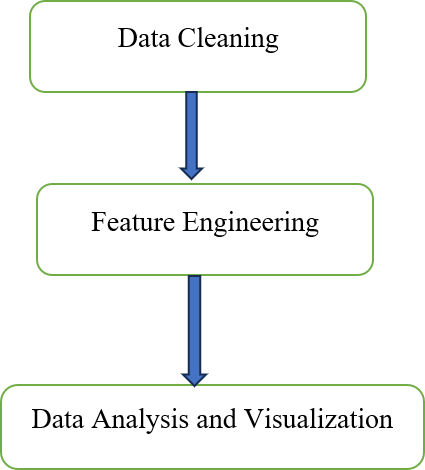 Data Cleaning
Feature Engineering
Data Analysis and Visualization